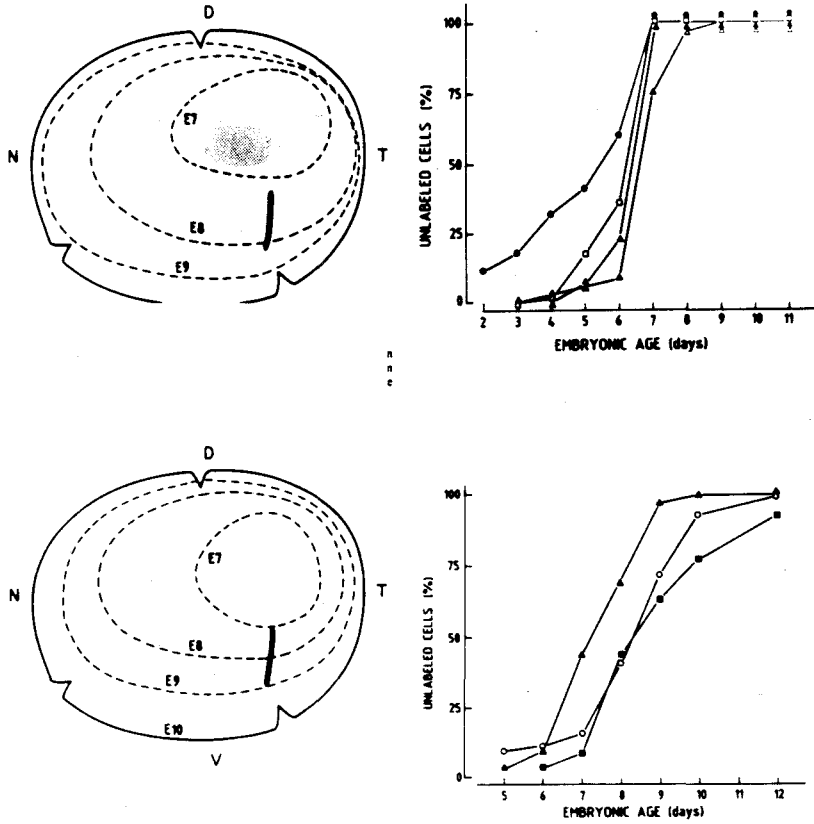 D
N
T
E7
E8
E9
UNLABELED CELLS (%)
100
75
50
25
0
2 3 4 5 6 7 8 9 10 11
EMBRYONIC AGE (days)
n
n
e
D
N
T
E7
E8
E9
E10
V
UNLABELED CELLS (%)
100
75
50
25
0
5 6 7 8 9 10 11 12
EMBRYONIC AGE (days)